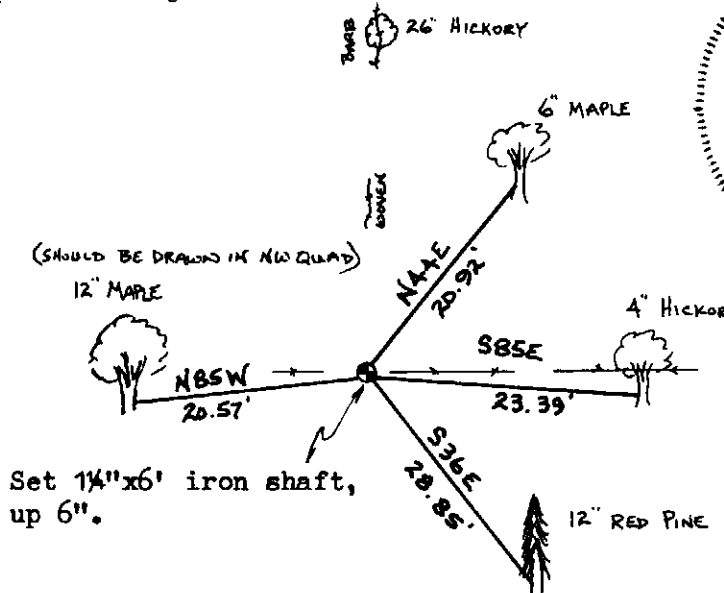 BARB
26" HICKORY
6" MAPLE
WOVEN
(SHOULD BE DRAWN IN NW QUAD)
12" MAPLE
N44E
20.92'
4" HICKOR
S85E
N85W
20.57'
23.39'
S36E
28.85'
Set 1¼"x6' iron shaft,
up 6".
12" RED PINE